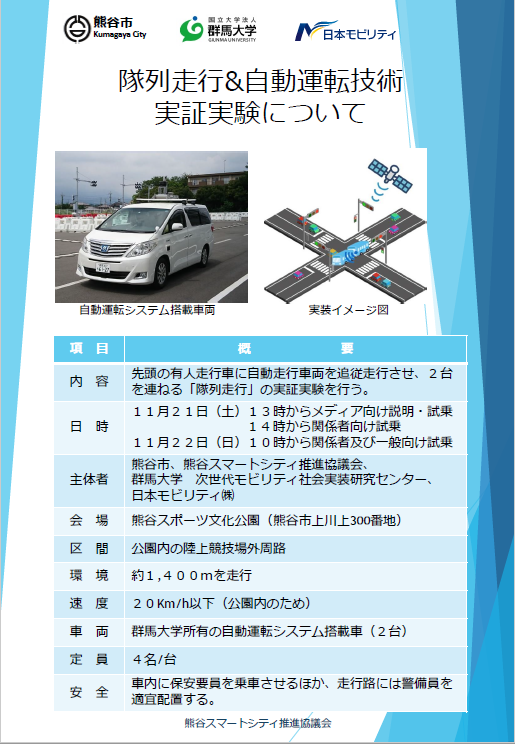 熊谷市
Kumagaya City
国立大学法人
群馬大学
GUNMA UNIVERSITY
日本モビリティ
隊列走行&自動運転技術
実証実験について
自動運転システム搭載車両
実装イメージ図
項 目
概 要
内 容
先頭の有人走行車に自動走行車両を追従走行させ、２台
を連ねる「隊列走行」の実証実験を行う。
日 時
１１月２１日（土）１３時からメディア向け説明・試乗
１４時から関係者向け試乗
１１月２２日（日）１０時から関係者及び一般向け試乗
主体者
熊谷市、熊谷スマートシティ推進協議会、
群馬大学 次世代モビリティ社会実装研究センター、
日本モビリティ㈱
会 場
熊谷スポーツ文化公園（熊谷市上川上300番地）
区 間
公園内の陸上競技場外周路
環 境
約１,４００ｍを走行
速 度
２０Km/h以下（公園内のため）
車 両
群馬大学所有の自動運転システム搭載車（２台）
定 員
４名/台
安 全
車内に保安要員を乗車させるほか、走行路には警備員を
適宜配置する。
熊谷スマートシティ推進協議会